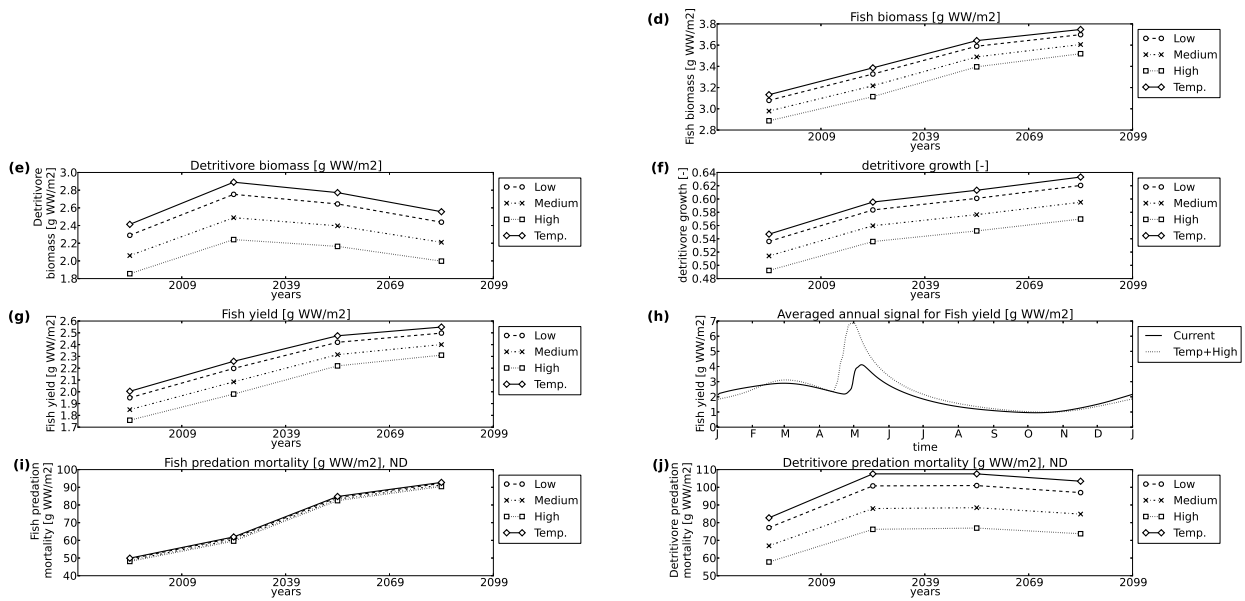 (d)
Fish biomass [g WW/m2]
Fish biomass [g WW/m2]
3.8
3.6
3.4
3.2
3.0
2.8
2009 2039 2069 2099
years
Low
Medium
High
Temp.
(e)
Detritivore biomass [g WW/m2]
Detritivore
biomass [g WW/m2]
3.0
2.8
2.6
2.4
2.2
2.0
1.8
2009 2039 2069 2099
years
Low
Medium
High
Temp.
(f)
detritivore growth [-]
detritivore growth [-]
0.64
0.62
0.60
0.58
0.56
0.54
0.52
0.50
0.48
2009 2039 2069 2099
years
Low
Medium
High
Temp.
(g)
Fish yield [g WW/m2]
Fish yield [g WW/m2]
2.6
2.5
2.4
2.3
2.2
2.1
2.0
1.9
1.8
1.7
2009 2039 2069 2099
years
Low
Medium
High
Temp.
(h)
Averaged annual signal for Fish yield [g WW/m2]
Fish yield [g WW/m2]
7
6
5
4
3
2
1
0
J F M A M J J A S O N D J
time
Current
Temp+High
(i)
Fish predation mortality [g WW/m2], ND
Fish predation
mortality [g WW/m2]
100
90
80
70
60
50
40
2009 2039 2069 2099
years
Low
Medium
High
Temp.
(j)
Detritivore predation mortality [g WW/m2], ND
Detritivore predation
mortality [g WW/m2]
110
100
90
80
70
60
50
2009 2039 2069 2099
years
Low
Medium
High
Temp.